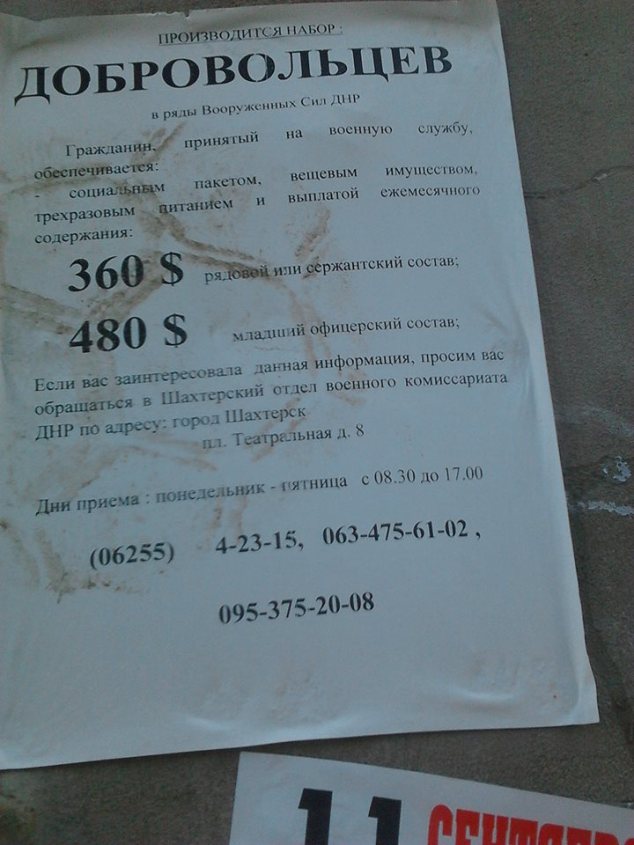 ПРОИЗВОДИТСЯ НАБОР :
ДОБРОВОЛЬЦЕВ
в ряды Вооруженных Сил ДНР
Гражданин, принятый на военную службу,
обеспечивается:
- социальным пакетом, вещевым имуществом,
трехразовым питанием и выплатой ежемесячного
содержания:
360 $ рядовой или сержантский состав;
480 $ младший офицерский состав;
Если вас заинтересовала данная информация, просим вас
обращаться в Шахтерский отдел военного комиссариата
ДНР по адресу: город Шахтерск
пл. Театральная д. 8
Дни приема : понедельник - пятница с 08.30 до 17.00
(06255) 4-23-15, 063-475-61-02 ,
095-375-20-08
11